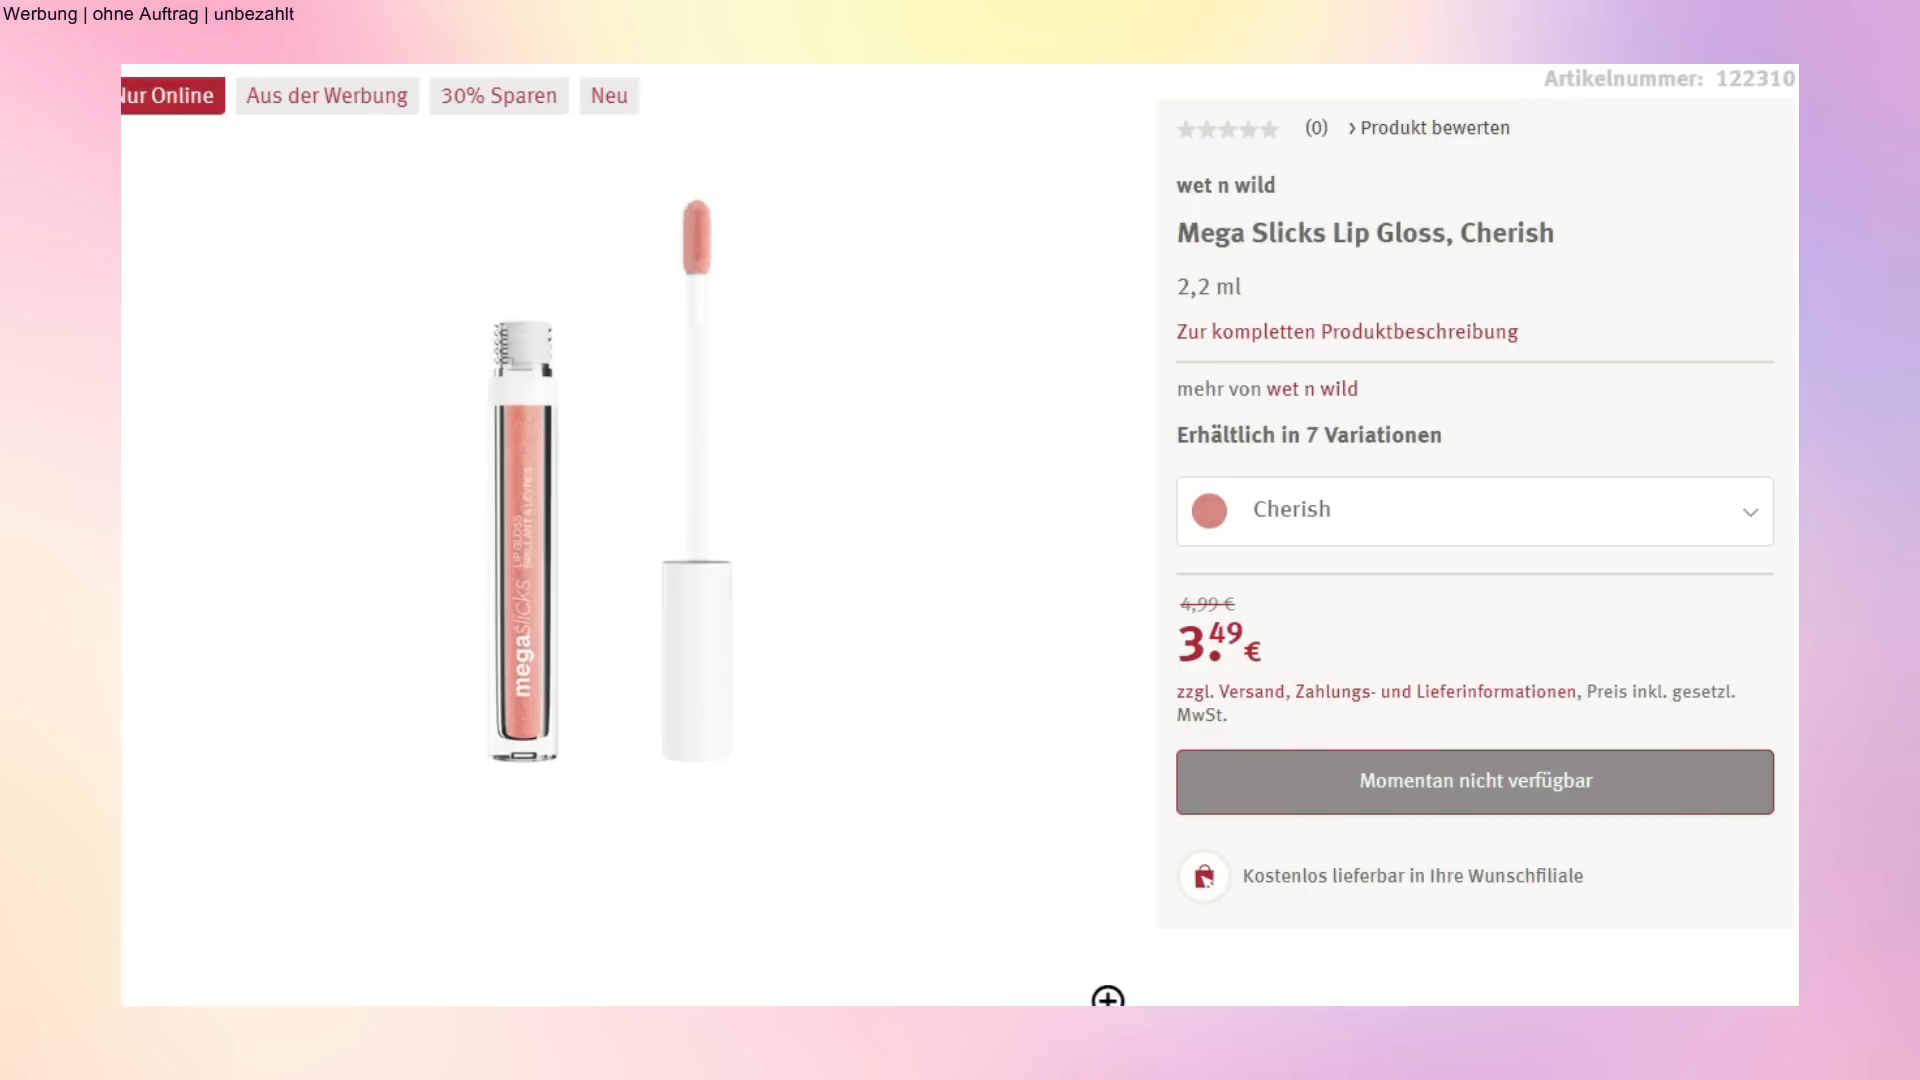 Werbung | ohne Auftrag | unbezahlt
Nur Online
Aus der Werbung
30% Sparen
Neu
Artikelnummer: 122310
(0) › Produkt bewerten
wet n wild
Mega Slicks Lip Gloss, Cherish
2,2 ml
Zur kompletten Produktbeschreibung
mehr von wet n wild
Erhältlich in 7 Variationen
Cherish
4,99 €
3.49 €
zzgl. Versand, Zahlungs- und Lieferinformationen, Preis inkl. gesetzl.
MwSt.
Momentan nicht verfügbar
Kostenlos lieferbar in Ihre Wunschfiliale
megaslicks
LIP GLOSS
BRILLANT À LÈVRES